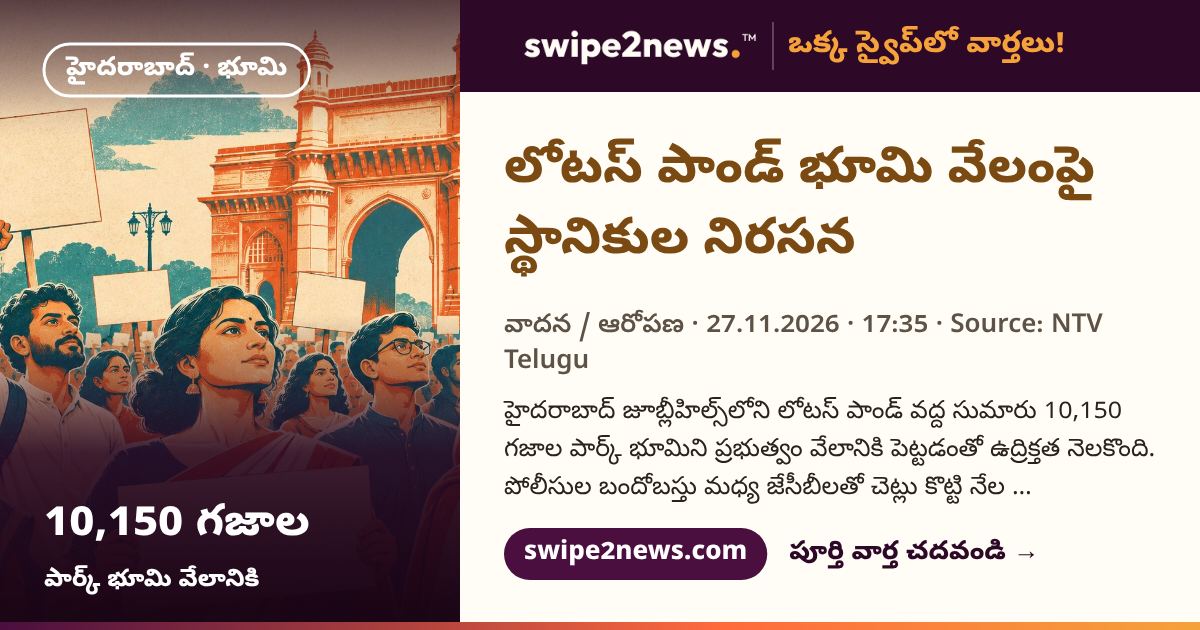 హైదరాబాద్ · భూమి
10,150 గజాల
పార్క్ భూమి వేలానికి
swipe2news.™ ఒక్క స్వైప్‌లో వార్తలు!
లోటస్ పాండ్ భూమి వేలంపై
స్థానికుల నిరసన
వాదన / ఆరోపణ · 27.11.2026 · 17:35 · Source: NTV
Telugu
హైదరాబాద్ జూబ్లీహిల్స్‌లోని లోటస్ పాండ్ వద్ద సుమారు 10,150
గజాల పార్క్ భూమిని ప్రభుత్వం వేలానికి పెట్టడంతో ఉద్రిక్తత నెలకొంది.
పోలీసుల బందోబస్తు మధ్య జేసీబీలతో చెట్లు కొట్టి నేల ...
swipe2news.com పూర్తి వార్త చదవండి →